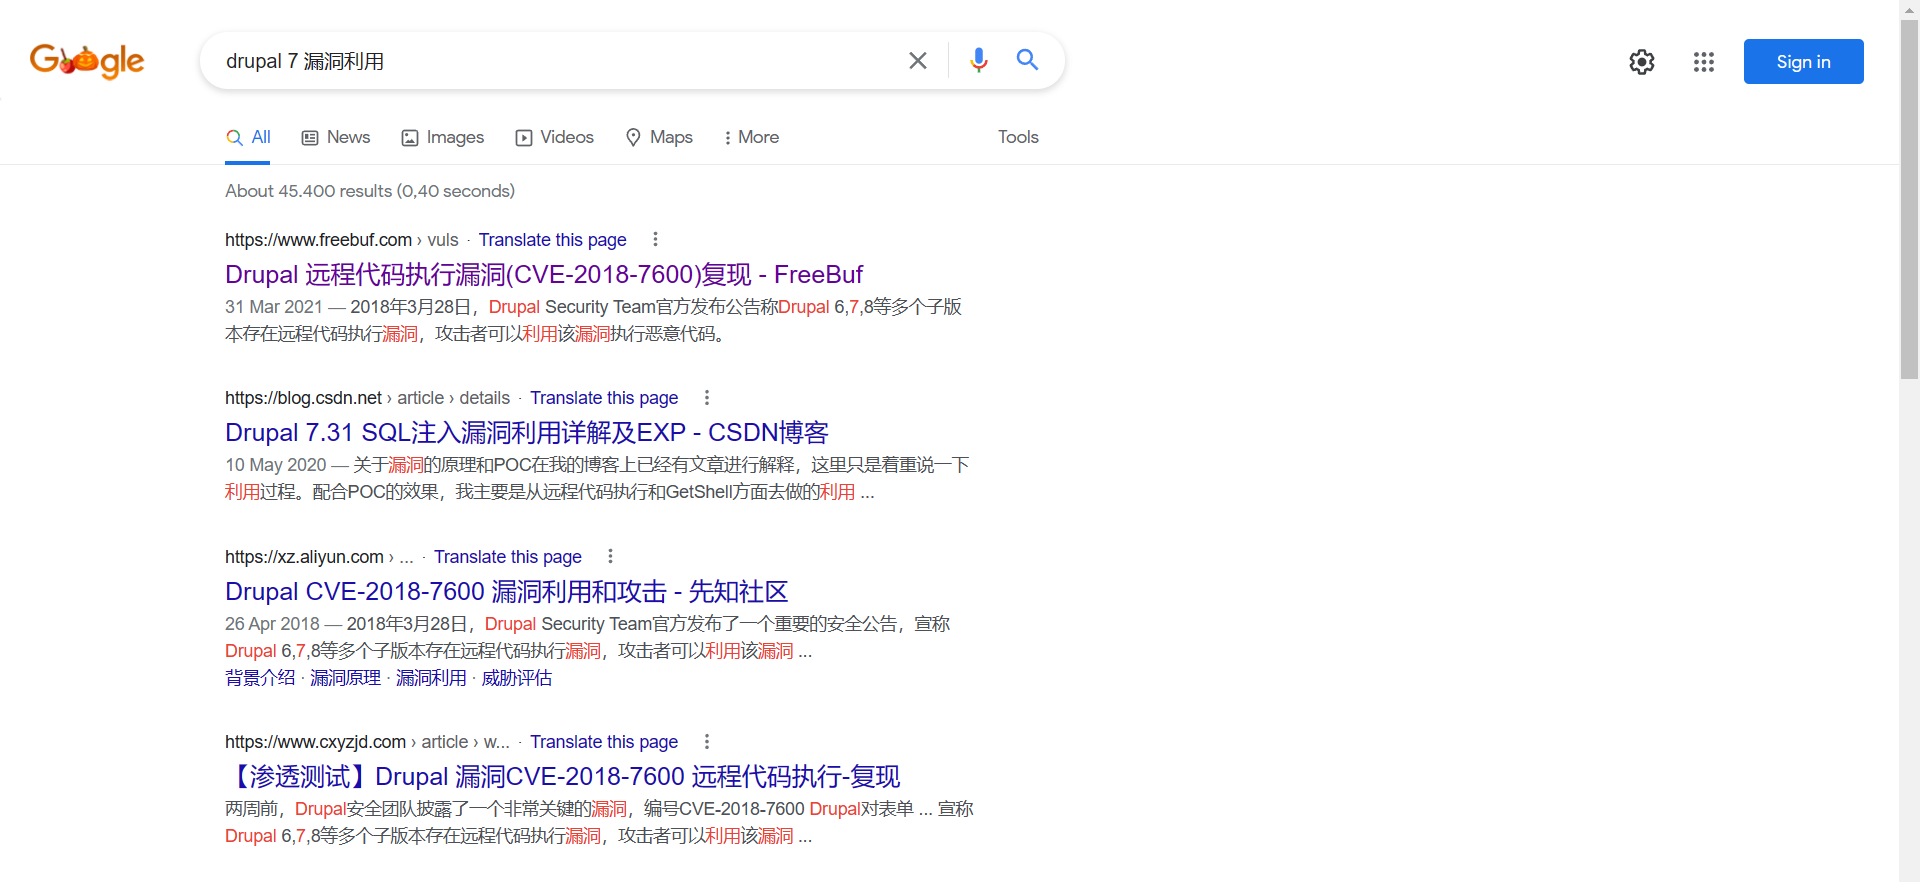 Google
drupal 7 漏洞利用
Sign in
All News Images Videos Maps More Tools
About 45.400 results (0,40 seconds)
https://www.freebuf.com › vuls · Translate this page
Drupal 远程代码执行漏洞(CVE-2018-7600)复现 - FreeBuf
31 Mar 2021 — 2018年3月28日，Drupal Security Team官方发布公告称Drupal 6,7,8等多个子版
本存在远程代码执行漏洞，攻击者可以利用该漏洞执行恶意代码。
https://blog.csdn.net › article › details · Translate this page
Drupal 7.31 SQL注入漏洞利用详解及EXP - CSDN博客
10 May 2020 — 关于漏洞的原理和POC在我的博客上已经有文章进行解释，这里只是着重说一下
利用过程。配合POC的效果，我主要是从远程代码执行和GetShell方面去做的利用 ...
https://xz.aliyun.com › ... · Translate this page
Drupal CVE-2018-7600 漏洞利用和攻击 - 先知社区
26 Apr 2018 — 2018年3月28日，Drupal Security Team官方发布了一个重要的安全公告，宣称
Drupal 6,7,8等多个子版本存在远程代码执行漏洞，攻击者可以利用该漏洞 ...
背景介绍 · 漏洞原理 · 漏洞利用 · 威胁评估
https://www.cxyzjd.com › article › w... · Translate this page
【渗透测试】Drupal 漏洞CVE-2018-7600 远程代码执行-复现
两周前，Drupal安全团队披露了一个非常关键的漏洞，编号CVE-2018-7600 Drupal对表单 ... 宣称
Drupal 6,7,8等多个子版本存在远程代码执行漏洞，攻击者可以利用该漏洞 ...